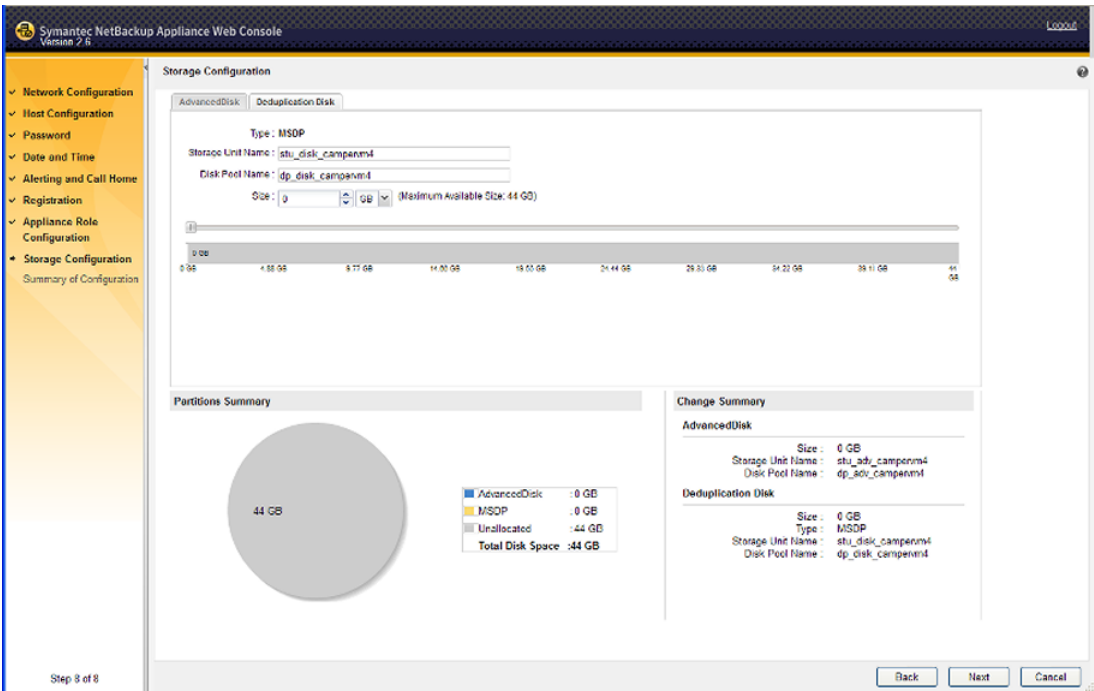 Symantec NetBackup Appliance Web Console
Version 2.6
Logout
Network Configuration
Host Configuration
Password
Date and Time
Alerting and Call Home
Registration
Appliance Role
Configuration
Storage Configuration
Summary of Configuration
Step 8 of 8
Storage Configuration
AdvancedDisk Deduplication Disk
Type : MSDP
Storage Unit Name : stu_disk_campervm4
Disk Pool Name : dp_disk_campervm4
Size : 0 GB (Maximum Available Size: 44 GB)
0 GB
0 GB 4.88 GB 9.77 GB 14.66 GB 19.55 GB 24.44 GB 29.33 GB 34.22 GB 39.11 GB 44
GB
Partitions Summary
44 GB
AdvancedDisk : 0 GB
MSDP : 0 GB
Unallocated : 44 GB
Total Disk Space : 44 GB
Change Summary
AdvancedDisk
Size : 0 GB
Storage Unit Name : stu_adv_campervm4
Disk Pool Name : dp_adv_campervm4
Deduplication Disk
Size : 0 GB
Type : MSDP
Storage Unit Name : stu_disk_campervm4
Disk Pool Name : dp_disk_campervm4
Back Next Cancel